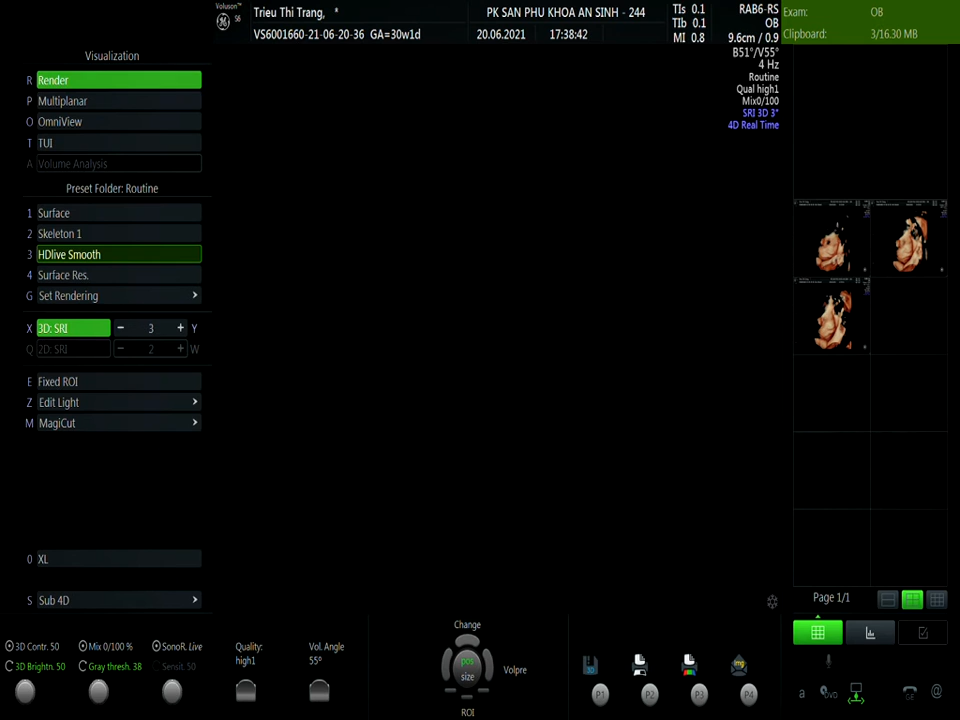 Voluson™
S6
Trieu Thi Trang, *
PK SAN PHU KHOA AN SINH - 244
VS6001660-21-06-20-36 GA=30w1d
20.06.2021 17:38:42
TIs 0.1
TIb 0.1
MI 0.8
RAB6-RS
OB
9.6cm / 0.9
B51°/V55°
4 Hz
Routine
Qual high1
Mix0/100
SRI 3D 3°
4D Real Time
Exam: OB
Clipboard: 3/16.30 MB
Visualization
R Render
P Multiplanar
O OmniView
T TUI
A Volume Analysis
Preset Folder: Routine
1 Surface
2 Skeleton 1
3 HDlive Smooth
4 Surface Res.
G Set Rendering >
X 3D: SRI - 3 + Y
Q 2D: SRI - 2 + W
E Fixed ROI
Z Edit Light >
M MagiCut >
0 XL
S Sub 4D >
3D Contr. 50
3D Brightn. 50
Mix 0/100 %
Gray thresh. 38
SonoR. Live
Sensit. 50
Quality:
high1
Vol. Angle
55°
Change
pos
size
Volpre
ROI
P1
P2
P3
P4
3D
img
Page 1/1
a
DVD
GE
@